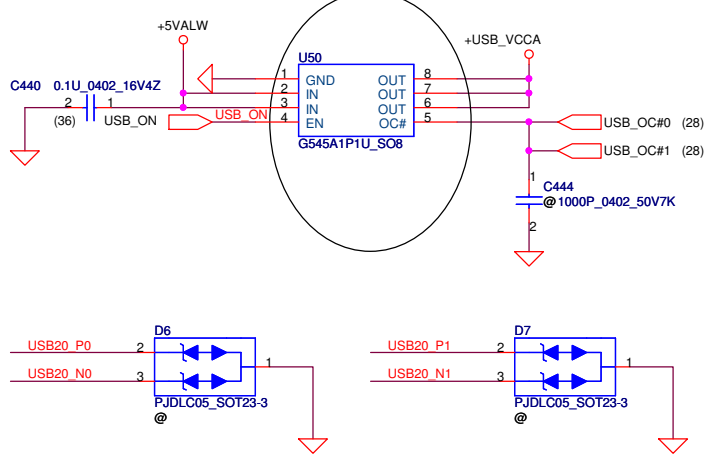 +5VALW
+USB_VCCA
U50
C440 0.1U_0402_16V4Z
1 GND OUT 8
2 IN OUT 7
3 IN OUT 6
4 EN OC# 5
2 1
(36) USB_ON
USB_ON
G545A1P1U_SO8
USB_OC#0 (28)
USB_OC#1 (28)
1
C444
@ 1000P_0402_50V7K
2
D6
USB20_P0 2
1
USB20_N0 3
PJDLC05_SOT23-3
@
D7
USB20_P1 2
1
USB20_N1 3
PJDLC05_SOT23-3
@